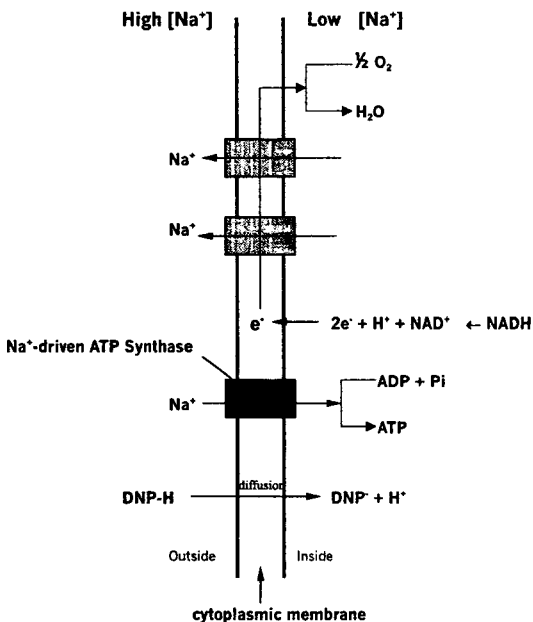 High [Na⁺] Low [Na⁺]
½ O₂
H₂O
Na⁺
Na⁺
e⁻ 2e⁻ + H⁺ + NAD⁺ ← NADH
Na⁺-driven ATP Synthase
ADP + Pi
Na⁺
ATP
diffusion
DNP-H DNP⁻ + H⁺
Outside Inside
cytoplasmic membrane